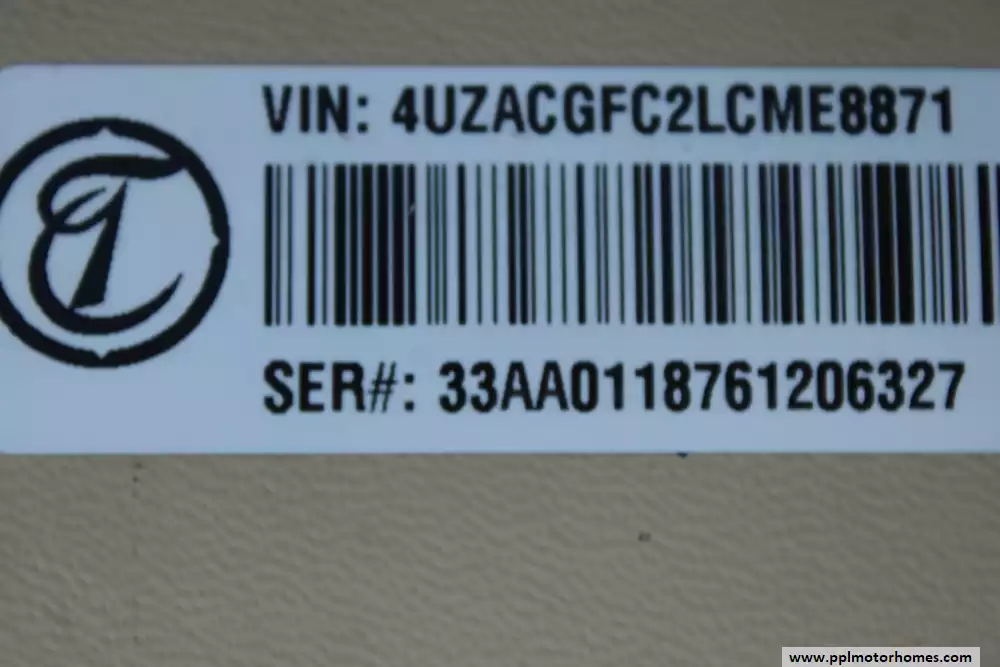 VIN: 4UZACGFC2LCME8871
SER#: 33AA0118761206327
www.pplmotorhomes.com